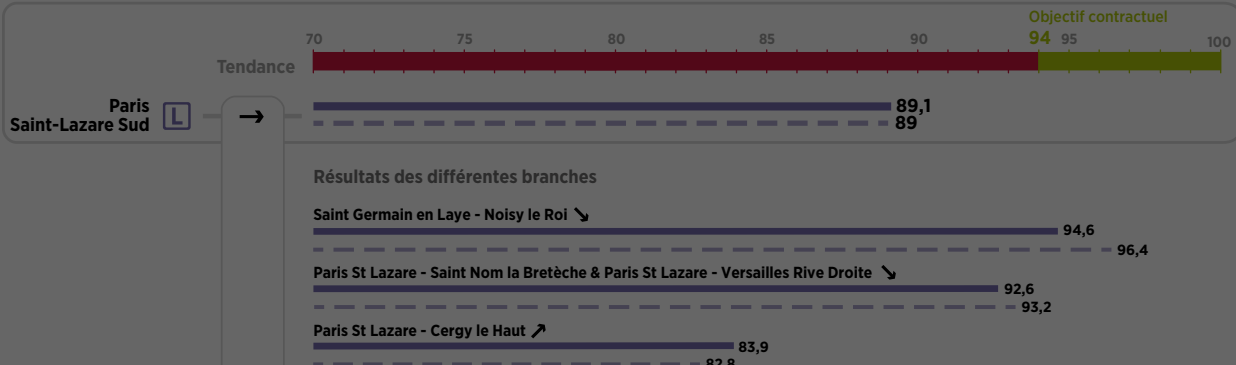 Objectif contractuel
70 75 80 85 90 94 95 100
Tendance
Paris
Saint-Lazare Sud
L
→
89,1
89
Résultats des différentes branches
Saint Germain en Laye - Noisy le Roi ↘
94,6
96,4
Paris St Lazare - Saint Nom la Bretèche & Paris St Lazare - Versailles Rive Droite ↘
92,6
93,2
Paris St Lazare - Cergy le Haut ↗
83,9
82,8